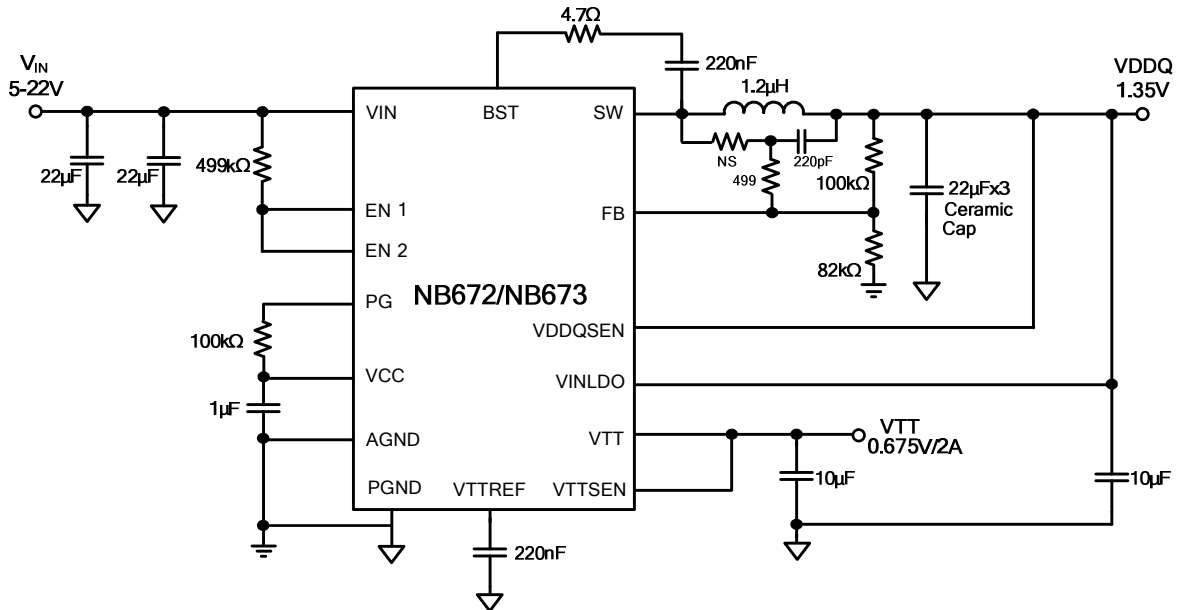 4.7Ω
220nF
V_IN
5-22V
VDDQ
1.35V
1.2µH
VIN
BST
SW
22µF
22µF
499kΩ
NS
220pF
499
100kΩ
22µFx3
Ceramic
Cap
EN 1
FB
EN 2
82kΩ
NB672/NB673
PG
VDDQSEN
100kΩ
VCC
VINLDO
1µF
AGND
VTT
VTT
0.675V/2A
PGND
VTTREF
VTTSEN
10µF
10µF
220nF